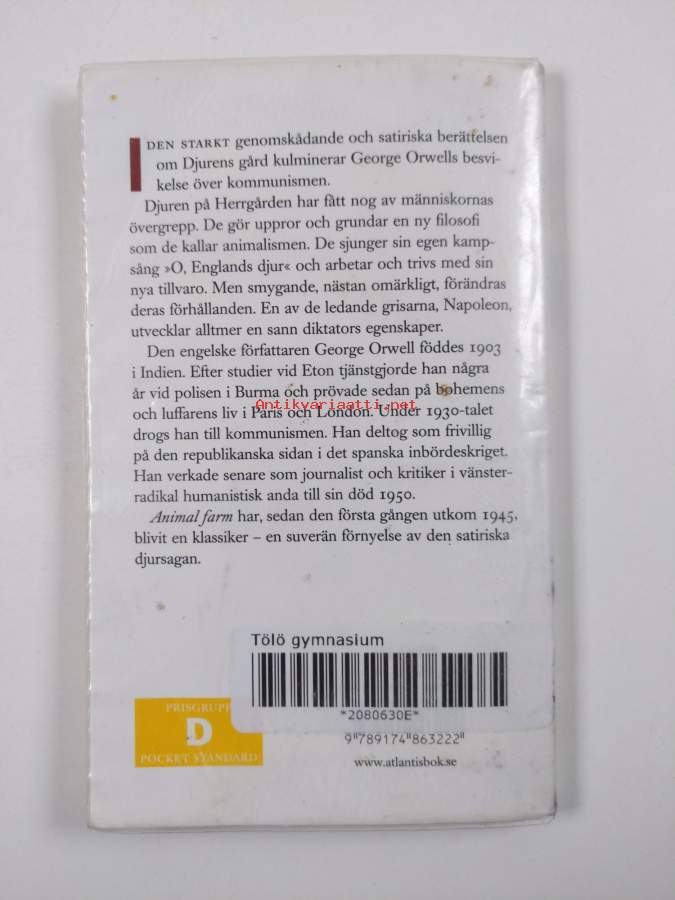 I DEN STARKT genomskådande och satiriska berättelsen
om Djurens gård kulminerar George Orwells besvi-
kelse över kommunismen.
Djuren på Herrgården har fått nog av människornas
övergrepp. De gör uppror och grundar en ny filosofi
som de kallar animalismen. De sjunger sin egen kamp-
sång »O, Englands djur« och arbetar och trivs med sin
nya tillvaro. Men smygande, nästan omärkligt, förändras
deras förhållanden. En av de ledande grisarna, Napoleon,
utvecklar alltmer en sann diktators egenskaper.
Den engelske författaren George Orwell föddes 1903
i Indien. Efter studier vid Eton tjänstgjorde han några
år vid polisen i Burma och prövade sedan på bohemens
och luffarens liv i Paris och London. Under 1930-talet
Antikvariaatti.net
drogs han till kommunismen. Han deltog som frivillig
på den republikanska sidan i det spanska inbördeskriget.
Han verkade senare som journalist och kritiker i vänster-
radikal humanistisk anda till sin död 1950.
Animal farm har, sedan den första gången utkom 1945,
blivit en klassiker – en suverän förnyelse av den satiriska
djursagan.
Tölö gymnasium
*2080630E*
PRISGRUPP
D
POCKET STANDARD
9"789174"863222"
www.atlantisbok.se